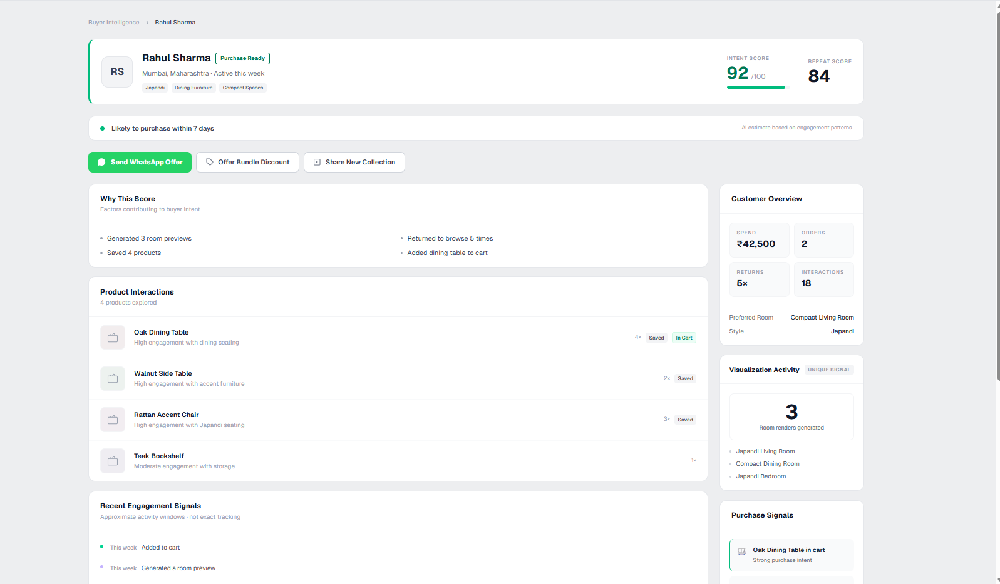 Buyer Intelligence › Rahul Sharma
RS
Rahul Sharma Purchase Ready
Mumbai, Maharashtra · Active this week
Japandi Dining Furniture Compact Spaces
INTENT SCORE
92 /100
REPEAT SCORE
84
Likely to purchase within 7 days
AI estimate based on engagement patterns
Send WhatsApp Offer
Offer Bundle Discount
Share New Collection
Why This Score
Factors contributing to buyer intent
Generated 3 room previews
Returned to browse 5 times
Saved 4 products
Added dining table to cart
Product Interactions
4 products explored
Oak Dining Table
High engagement with dining seating
4× Saved In Cart
Walnut Side Table
High engagement with accent furniture
2× Saved
Rattan Accent Chair
High engagement with Japandi seating
3× Saved
Teak Bookshelf
Moderate engagement with storage
1×
Recent Engagement Signals
Approximate activity windows · not exact tracking
This week Added to cart
This week Generated a room preview
Customer Overview
SPEND
₹42,500
ORDERS
2
RETURNS
5×
INTERACTIONS
18
Preferred Room Compact Living Room
Style Japandi
Visualization Activity UNIQUE SIGNAL
3
Room renders generated
Japandi Living Room
Compact Dining Room
Japandi Bedroom
Purchase Signals
Oak Dining Table in cart
Strong purchase intent